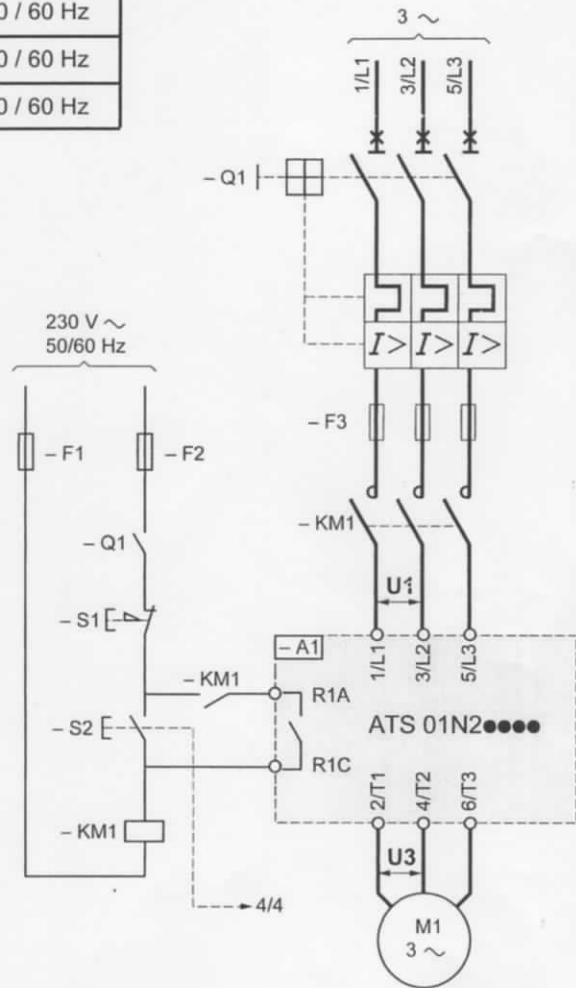 0 / 60 Hz
0 / 60 Hz
0 / 60 Hz
3 ~
1/L1 3/L2 5/L3
– Q1
I> I> I>
230 V ~
50/60 Hz
– F1 – F2
– F3
– Q1
– KM1
U1
– S1
– A1
1/L1 3/L2 5/L3
– KM1
R1A
ATS 01N2●●●●
– S2
R1C
2/T1 4/T2 6/T3
– KM1
U3
4/4
M1
3 ~